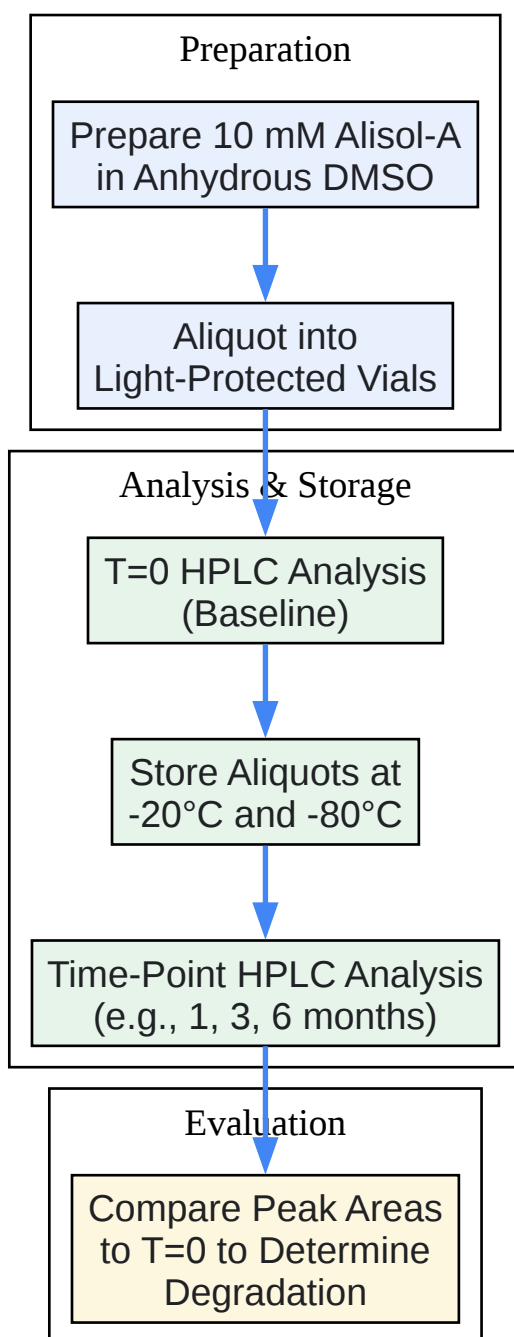 Preparation
Prepare 10 mM Alisol-A
in Anhydrous DMSO
Aliquot into
Light-Protected Vials
Analysis & Storage
T=0 HPLC Analysis
(Baseline)
Store Aliquots at
-20°C and -80°C
Time-Point HPLC Analysis
(e.g., 1, 3, 6 months)
Evaluation
Compare Peak Areas
to T=0 to Determine
Degradation